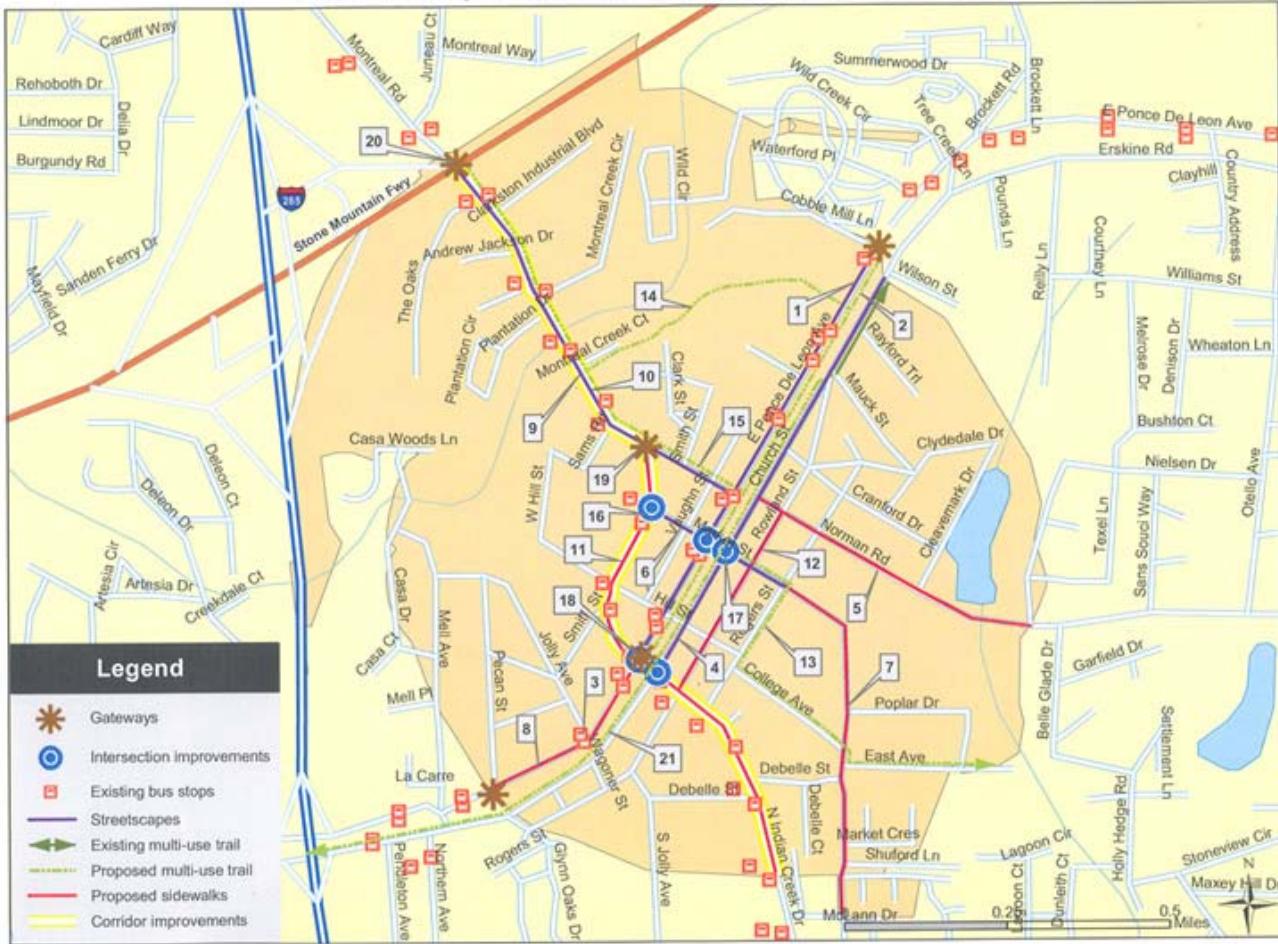 Cardiff Way
Montreal Rd
Juneau Ct
Montreal Way
Rehoboth Dr
Lindmoor Dr
Delia Dr
Burgundy Rd
20
Clarkston Industrial Blvd
Montreal Creek Cir
Wild Cir
Summerwood Dr
Wild Creek Cir
Brockett Rd
Brockett Ln
Tree Creek Ln
Waterford Pl
E Ponce De Leon Ave
Erskine Rd
Clayhill
Country Address
285
Stone Mountain Fwy
Cobble Mill Ln
Pounds Ln
Courtney Ln
Sanden Ferry Dr
Mayfield Dr
The Oaks
Andrew Jackson Dr
14
1
2
Wilson St
Reilly Ln
Williams St
Plantation Cir
Plantation
Montreal Creek Ct
Rayford Trl
Melrose Dr
Denison Dr
Wheaton Ln
10
9
Clark St
Smith St
E Ponce De Leon Ave
Mauck St
Bushton Ct
Casa Woods Ln
Sams Rd
15
Church St
Clydedale Dr
Nielsen Dr
Otello Ave
Deleon Ct
Deleon Dr
19
W Hill St
Vaughn St
Rowland St
Cranford Dr
Cleavemark Dr
Texel Ln
Sans Souci Way
16
Norman Rd
11
6
12
5
Artesia Cir
Artesia Dr
Creekdale Ct
Casa Dr
Mell Ave
Smith St
Rogers St
17
18
Casa Ct
Jolly Ave
Pecan St
3
4
13
7
Garfield Dr
Belle Glade Dr
College Ave
Legend
Mell Pl
Poplar Dr
8
21
East Ave
Settlement Ln
Gateways
La Carre
Wagoner St
Debelle St
Debelle St
Intersection improvements
Debelle Ct
Existing bus stops
Rogers St
N Indian Creek Dr
Market Cres
Holly Hedge Rd
Streetscapes
Shuford Ln
Lagoon Cir
Stoneview Cir
Existing multi-use trail
Pendleton Ave
Northern Ave
Glynn Oaks Dr
S Jolly Ave
Lagoon Ct
Dunleith Ct
N
Proposed multi-use trail
Maxey Hill Dr
Proposed sidewalks
McLann Dr
0.25
0.5
Miles
Corridor improvements